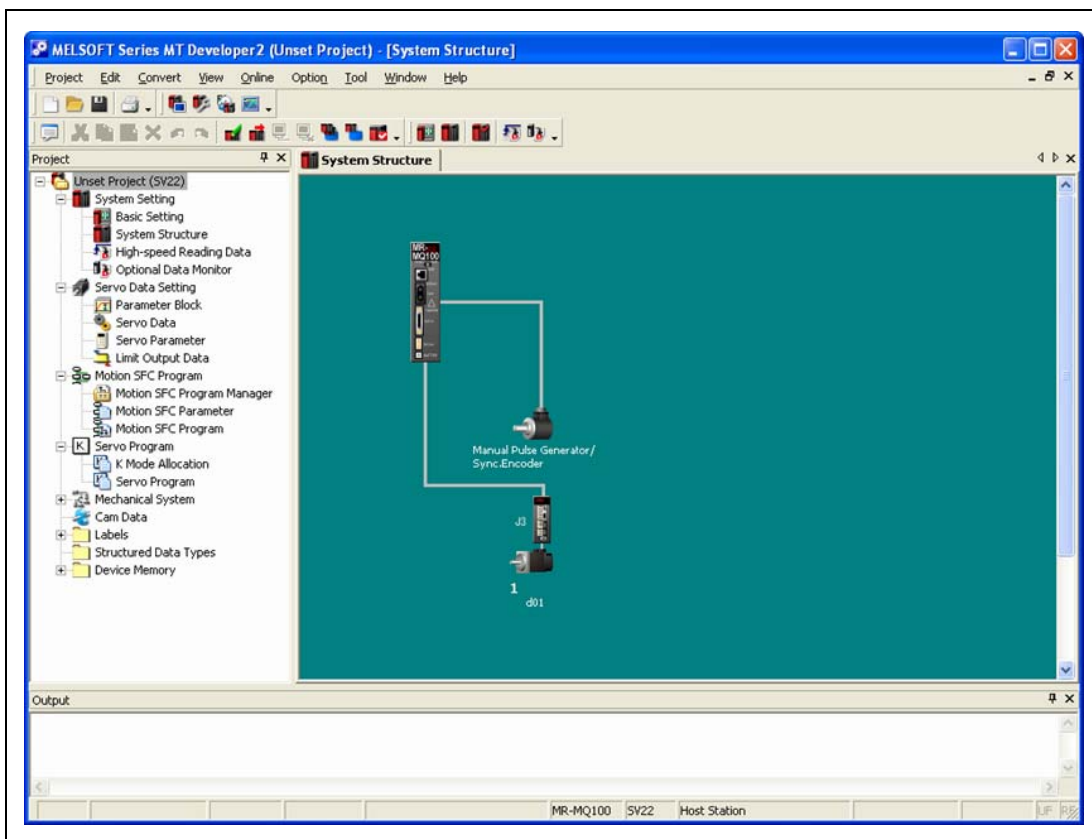 MELSOFT Series MT Developer2 (Unset Project) - [System Structure]
Project Edit Convert View Online Option Tool Window Help
Project
System Structure
Unset Project (SV22)
System Setting
Basic Setting
System Structure
High-speed Reading Data
Optional Data Monitor
Servo Data Setting
Parameter Block
Servo Data
Servo Parameter
Limit Output Data
Motion SFC Program
Motion SFC Program Manager
Motion SFC Parameter
Motion SFC Program
K Servo Program
K Mode Allocation
Servo Program
Mechanical System
Cam Data
Labels
Structured Data Types
Device Memory
MR-
MQ100
Manual Pulse Generator/
Sync.Encoder
J3
1
d01
Output
MR-MQ100 SV22 Host Station